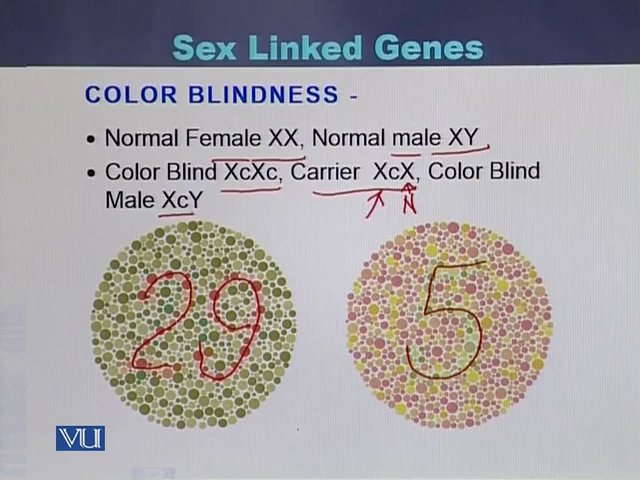 Sex Linked Genes
COLOR BLINDNESS -
• Normal Female XX, Normal male XY
• Color Blind XcXc, Carrier XcX, Color Blind
Male XcY
N
29
5
VU